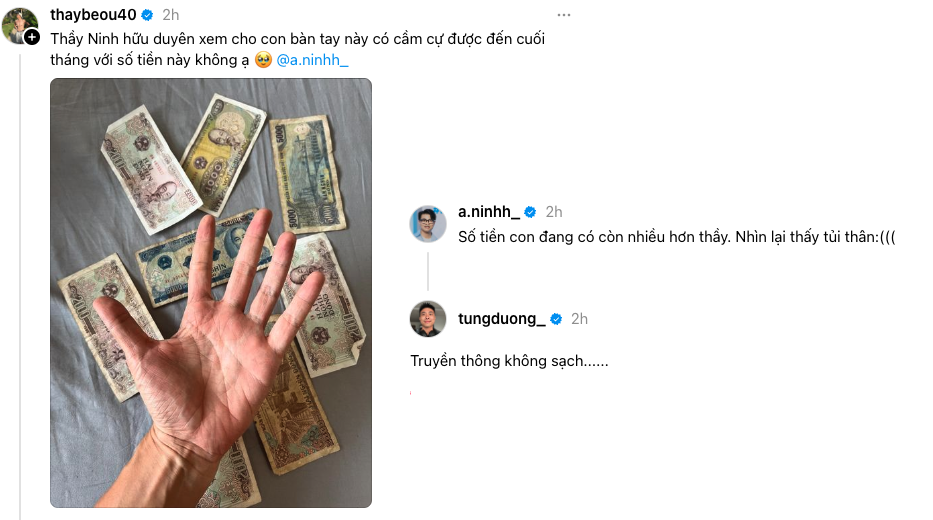 thaybeou40 2h
Thầy Ninh hữu duyên xem cho con bàn tay này có cầm cự được đến cuối
tháng với số tiền này không ạ 🥹 @a.ninhh_
5000
5000
a.ninhh_ 2h
Số tiền con đang có còn nhiều hơn thầy. Nhìn lại thấy tủi thân:(((
tungduong_ 2h
Truyền thông không sạch......